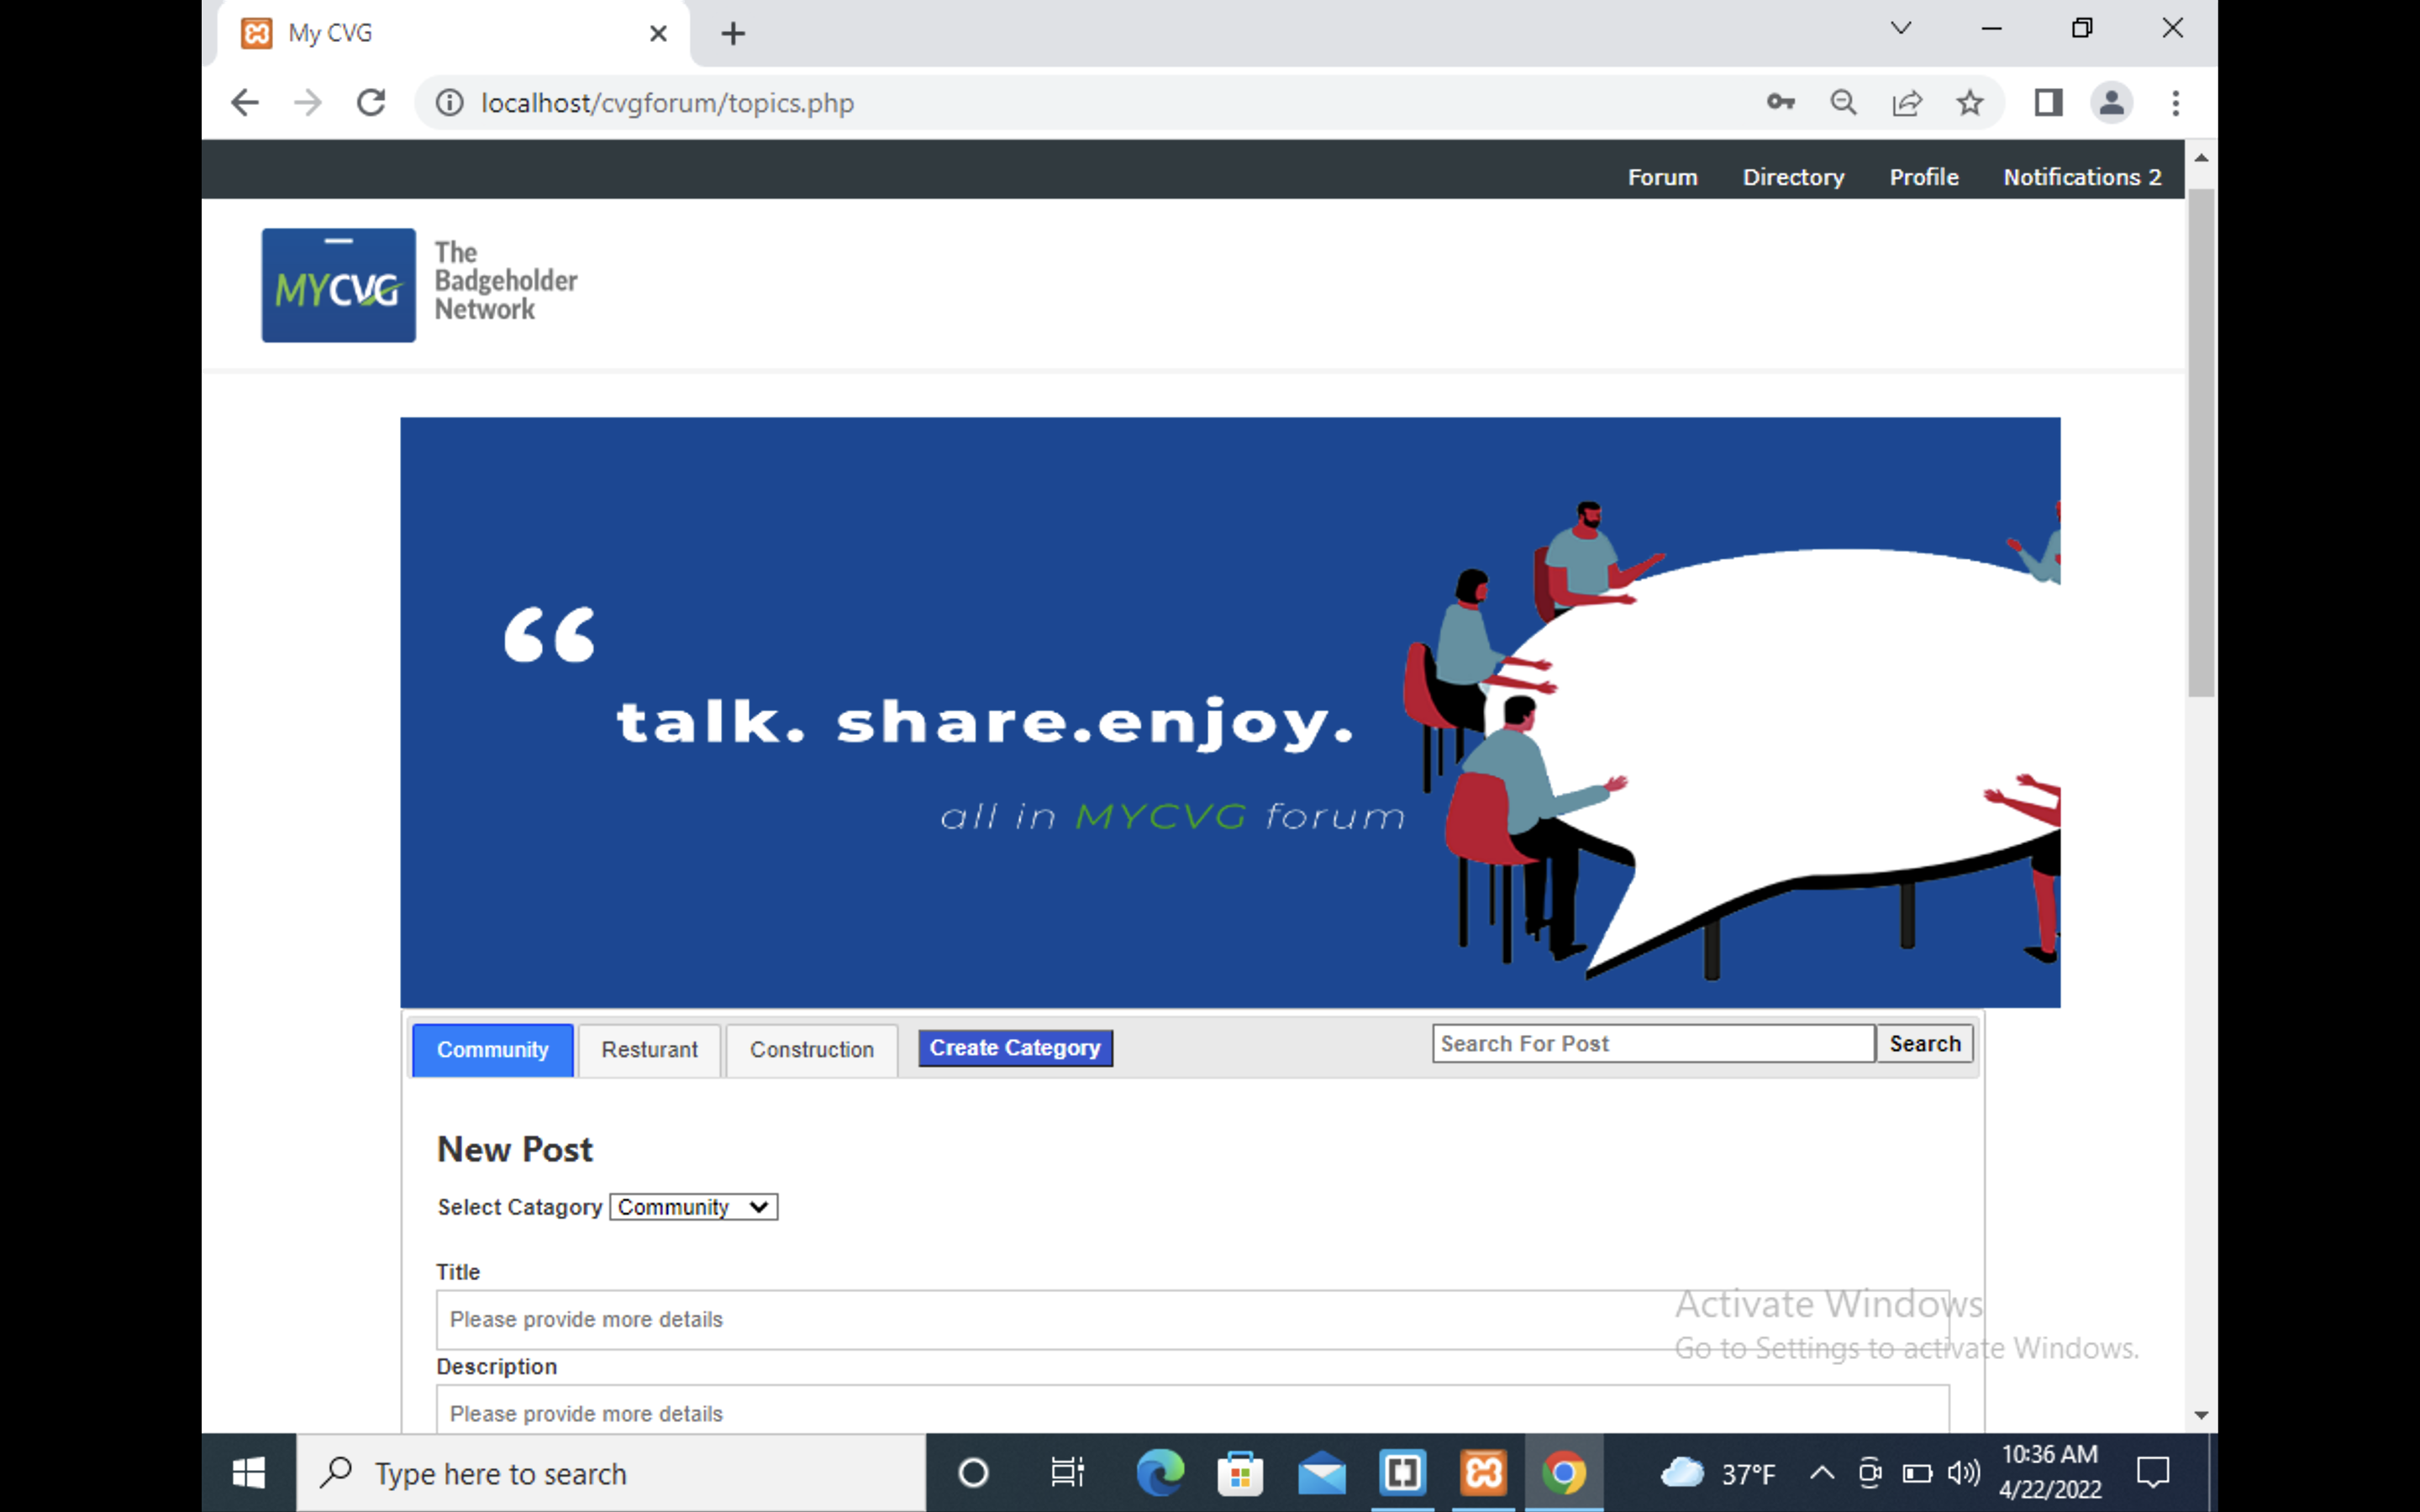 My CVG
localhost/cvgforum/topics.php
Forum Directory Profile Notifications 2
MYCVG
The
Badgeholder
Network
“
talk. share.enjoy.
all in MYCVG forum
Community Resturant Construction Create Category Search For Post Search
New Post
Select Catagory Community
Title
Please provide more details
Description
Please provide more details
Activate Windows
Go to Settings to activate Windows.
Type here to search
37°F
10:36 AM
4/22/2022